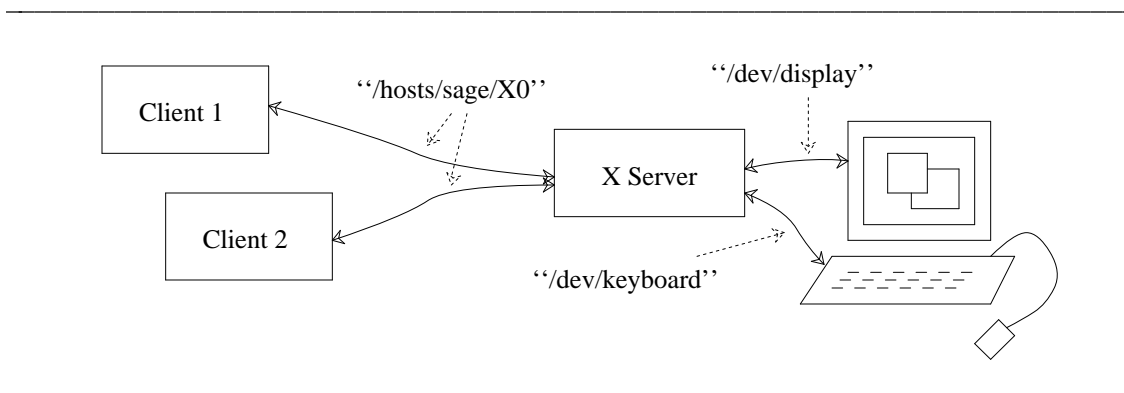 ‘‘/hosts/sage/X0’’
‘‘/dev/display’’
Client 1
X Server
Client 2
‘‘/dev/keyboard’’